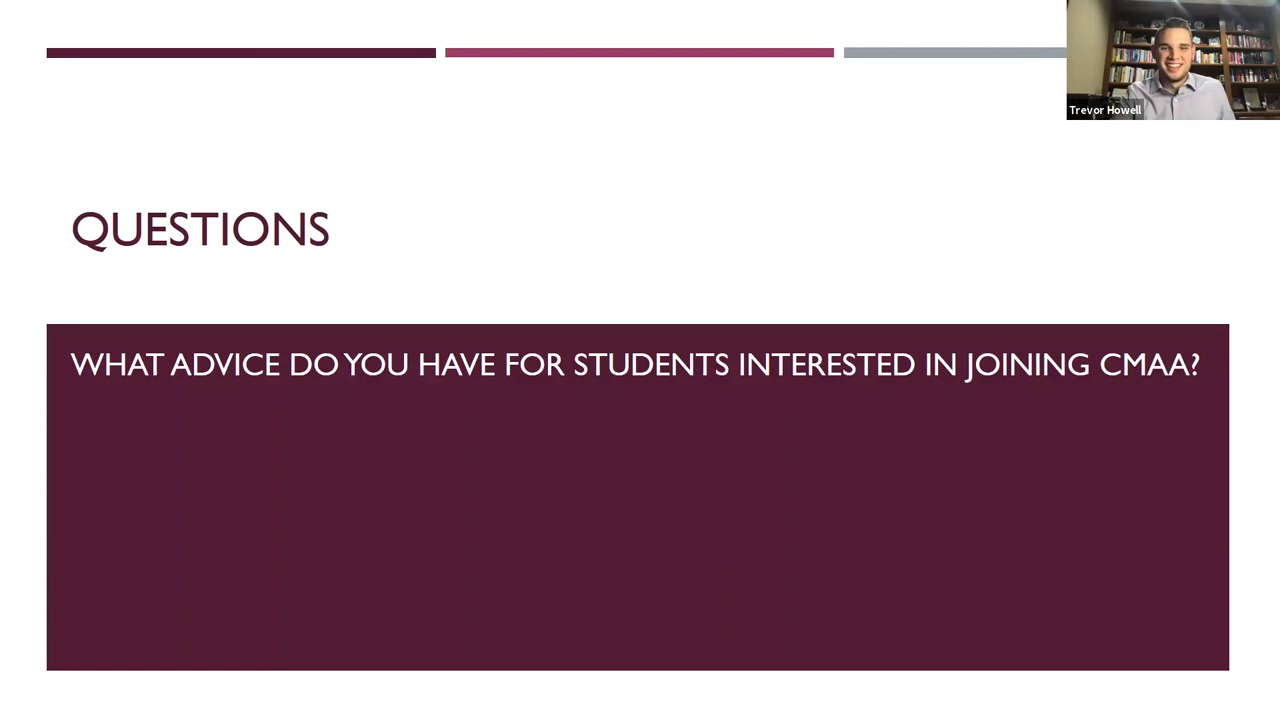 Trevor Howell
QUESTIONS
WHAT ADVICE DO YOU HAVE FOR STUDENTS INTERESTED IN JOINING CMAA?